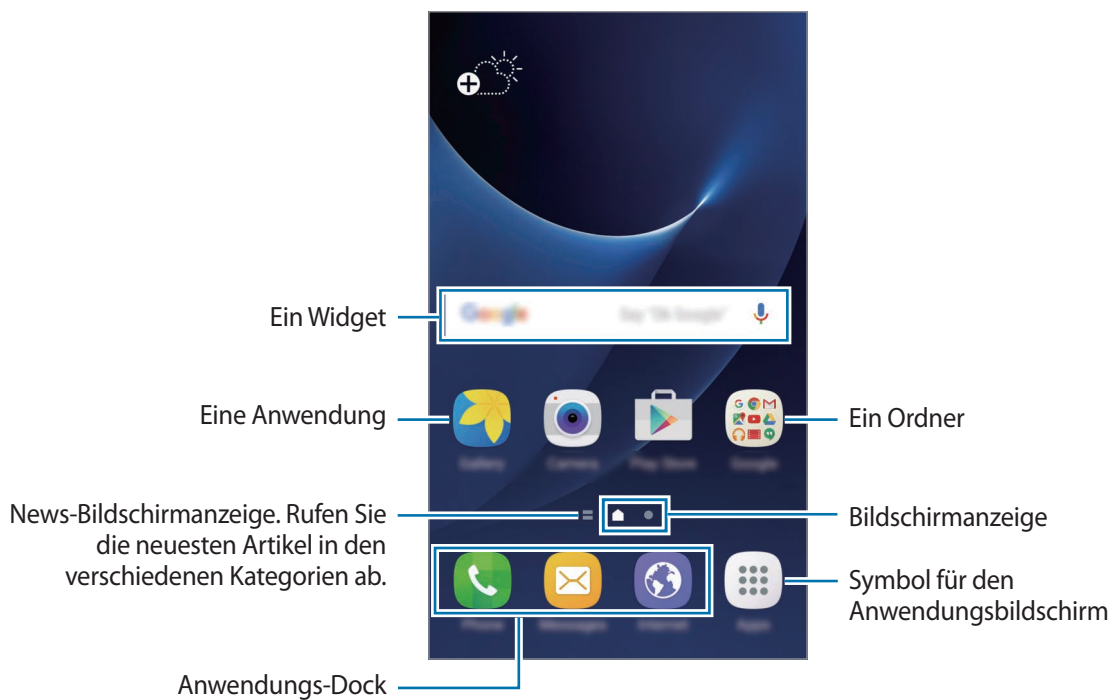 Ein Widget
Eine Anwendung
Ein Ordner
News-Bildschirmanzeige. Rufen Sie
die neuesten Artikel in den
verschiedenen Kategorien ab.
Bildschirmanzeige
Symbol für den
Anwendungsbildschirm
Anwendungs-Dock